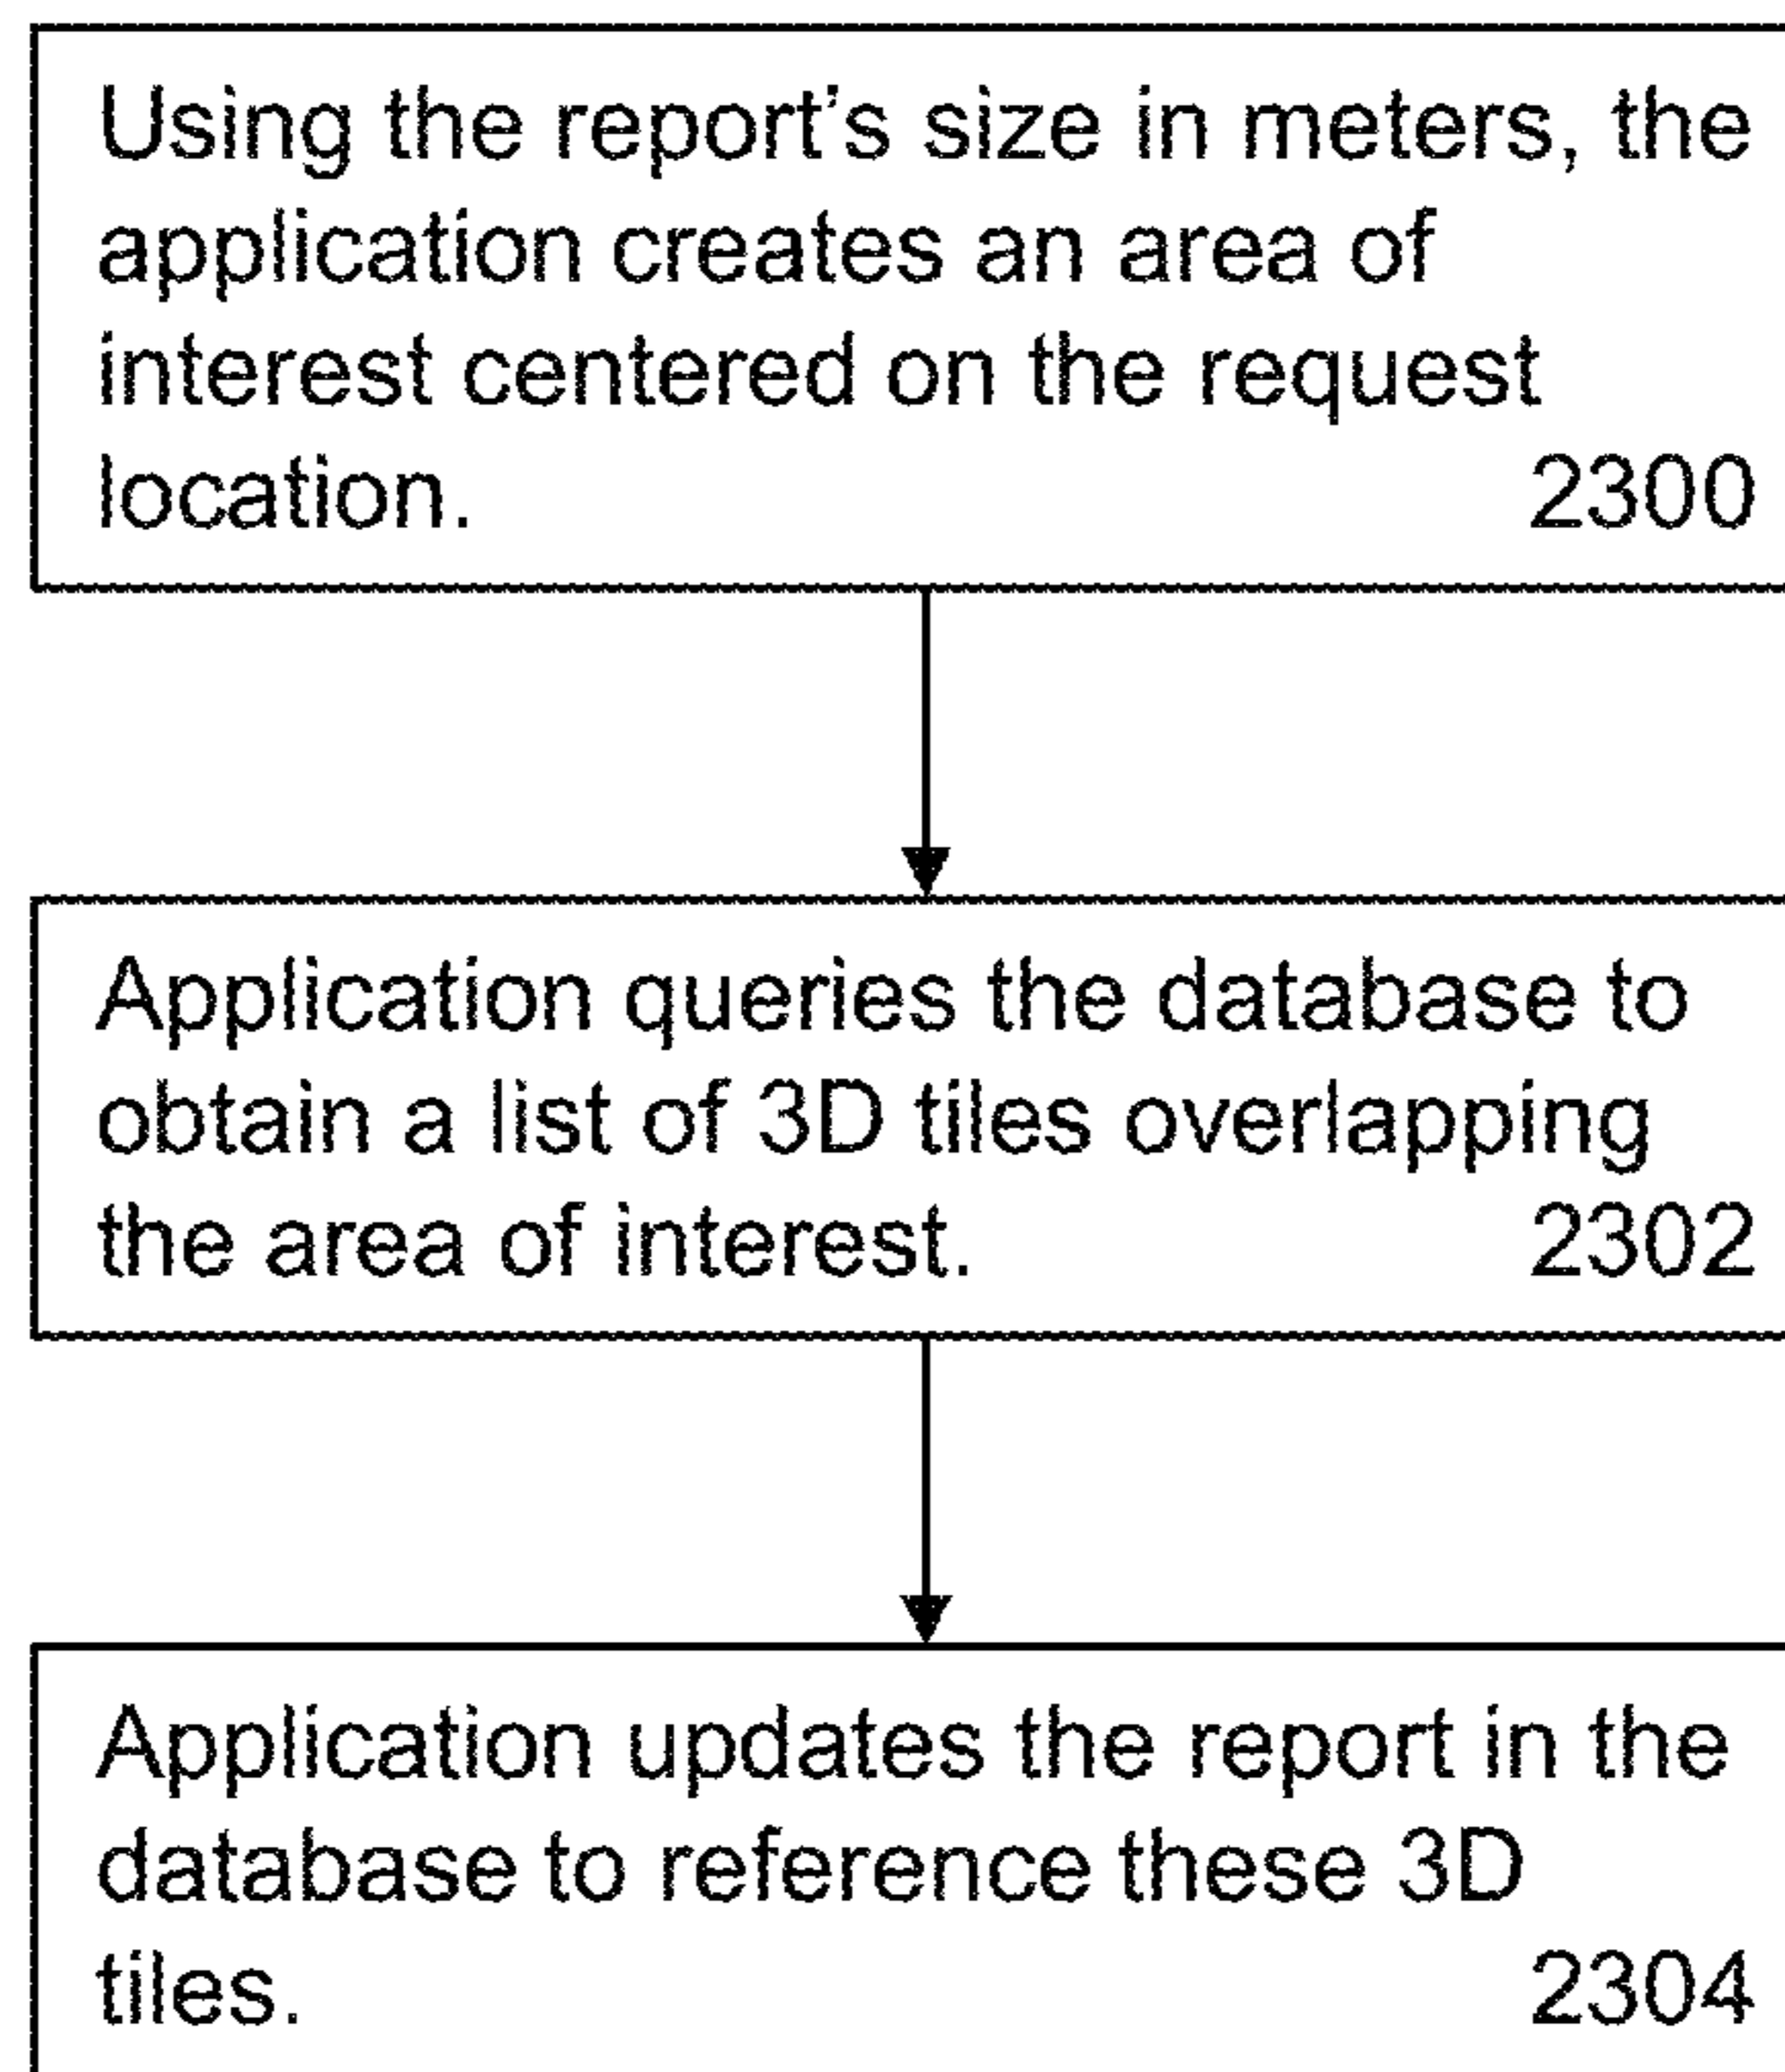 Using the report's size in meters, the
application creates an area of
interest centered on the request
location. 2300
Application queries the database to
obtain a list of 3D tiles overlapping
the area of interest. 2302
Application updates the report in the
database to reference these 3D
tiles. 2304